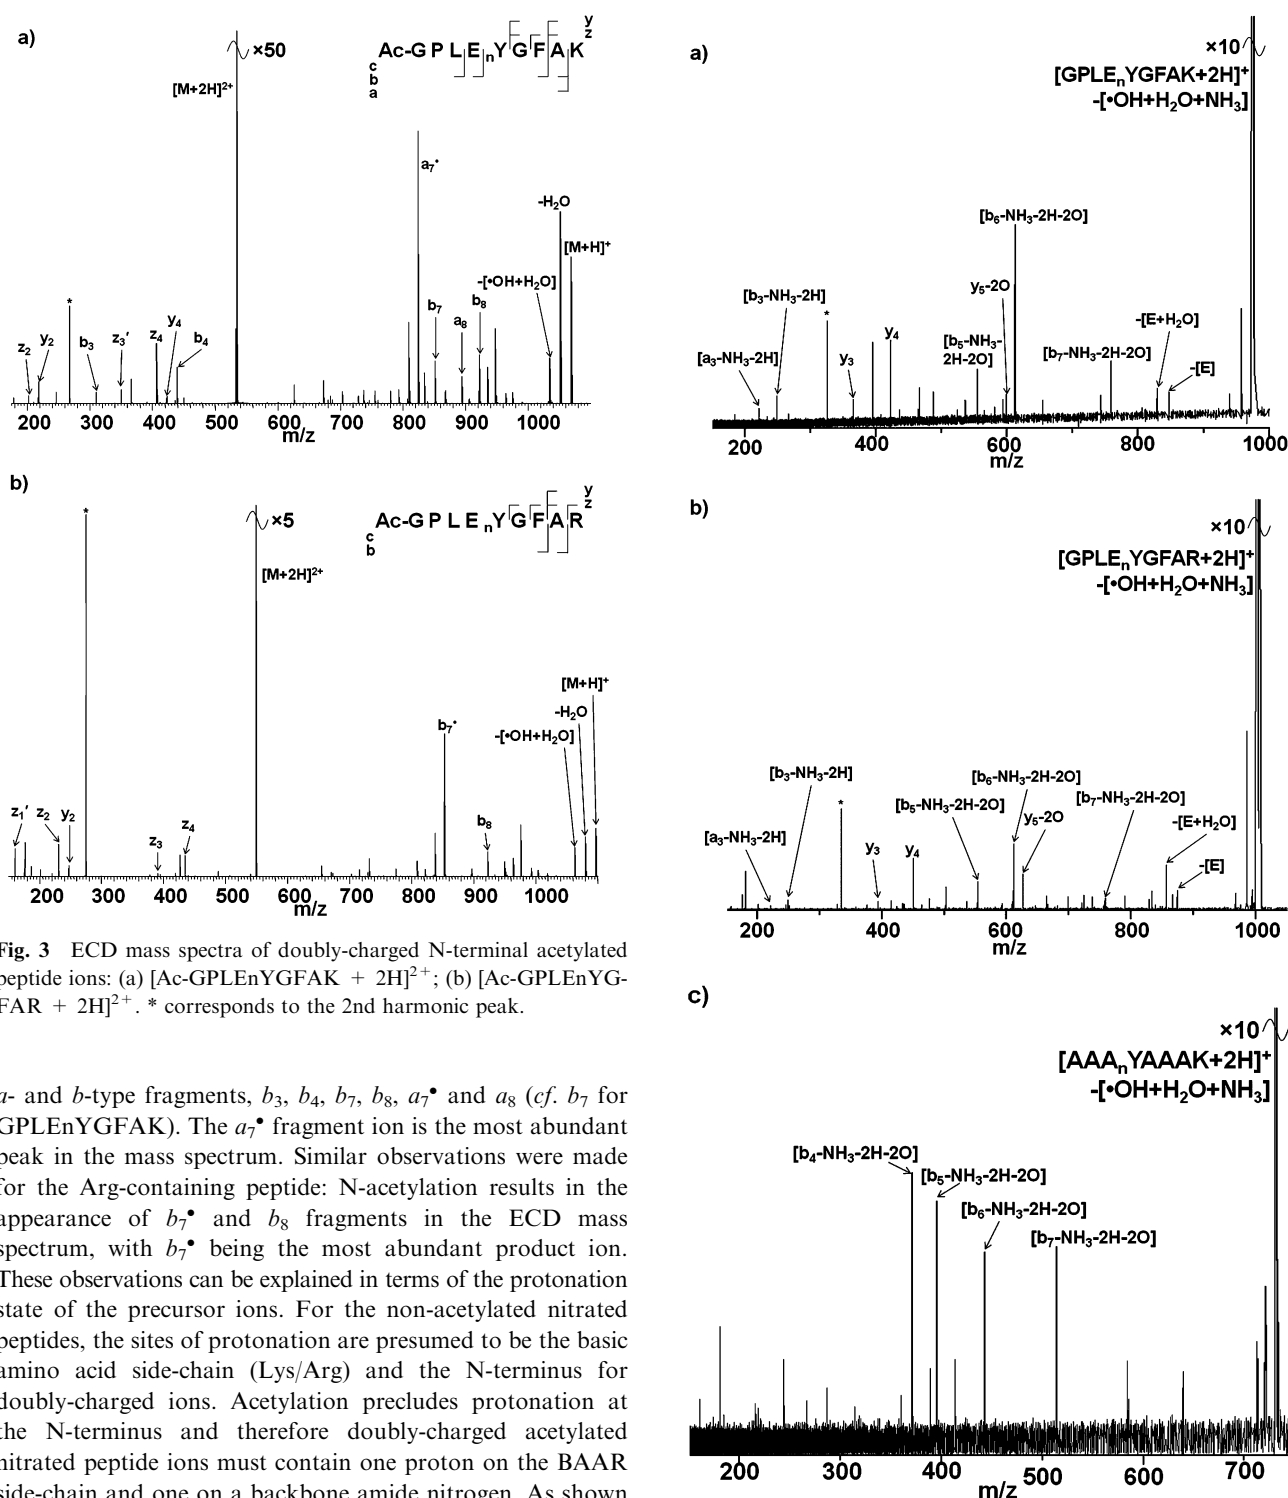 a)
×50
Ac-G P L E nY G F A K
y
z
c
b
a
[M+2H]2+
a7•
-H2O
[M+H]+
-[•OH+H2O]
b7
a8
b8
*
z2
y2
b3
z3′
z4
y4
b4
200 300 400 500 600 700 800 900 1000
m/z
b)
*
×5
Ac-G P L E nY G F A R
y
z
c
b
[M+2H]2+
[M+H]+
-H2O
-[•OH+H2O]
b7•
b8
z1′
z2
y2
z3
z4
200 300 400 500 600 700 800 900 1000
m/z
Fig. 3 ECD mass spectra of doubly-charged N-terminal acetylated
peptide ions: (a) [Ac-GPLEnYGFAK + 2H]2+; (b) [Ac-GPLEnYG-
FAR + 2H]2+. * corresponds to the 2nd harmonic peak.
a- and b-type fragments, b3, b4, b7, b8, a7• and a8 (cf. b7 for
GPLEnYGFAK). The a7• fragment ion is the most abundant
peak in the mass spectrum. Similar observations were made
for the Arg-containing peptide: N-acetylation results in the
appearance of b7• and b8 fragments in the ECD mass
spectrum, with b7• being the most abundant product ion.
These observations can be explained in terms of the protonation
state of the precursor ions. For the non-acetylated nitrated
peptides, the sites of protonation are presumed to be the basic
amino acid side-chain (Lys/Arg) and the N-terminus for
doubly-charged ions. Acetylation precludes protonation at
the N-terminus and therefore doubly-charged acetylated
nitrated peptide ions must contain one proton on the BAAR
side-chain and one on a backbone amide nitrogen. As shown
a)
×10
[GPLEnYGFAK+2H]+
-[•OH+H2O+NH3]
[b6-NH3-2H-2O]
y5-2O
[b3-NH3-2H]
*
[a3-NH3-2H]
y3
y4
[b5-NH3-
2H-2O]
[b7-NH3-2H-2O]
-[E+H2O]
-[E]
200 400 600 800 1000
m/z
b)
×10
[GPLEnYGFAR+2H]+
-[•OH+H2O+NH3]
[b3-NH3-2H]
[b6-NH3-2H-2O]
*
[b5-NH3-2H-2O]
y5-2O
[b7-NH3-2H-2O]
[a3-NH3-2H]
y3
y4
-[E+H2O]
-[E]
200 400 600 800 1000
m/z
c)
×10
[AAAnYAAAK+2H]+
-[•OH+H2O+NH3]
[b4-NH3-2H-2O]
[b5-NH3-2H-2O]
[b6-NH3-2H-2O]
[b7-NH3-2H-2O]
200 300 400 500 600 700
m/z